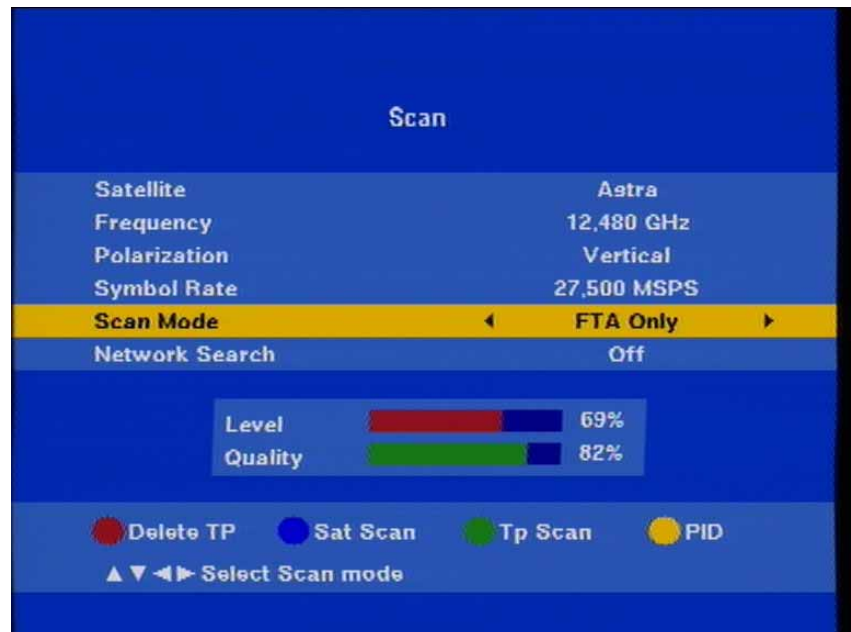 Scan
Satellite Astra
Frequency 12,480 GHz
Polarization Vertical
Symbol Rate 27,500 MSPS
Scan Mode FTA Only
Network Search Off
Level 69%
Quality 82%
Delete TP Sat Scan Tp Scan PID
▲▼◄► Select Scan mode